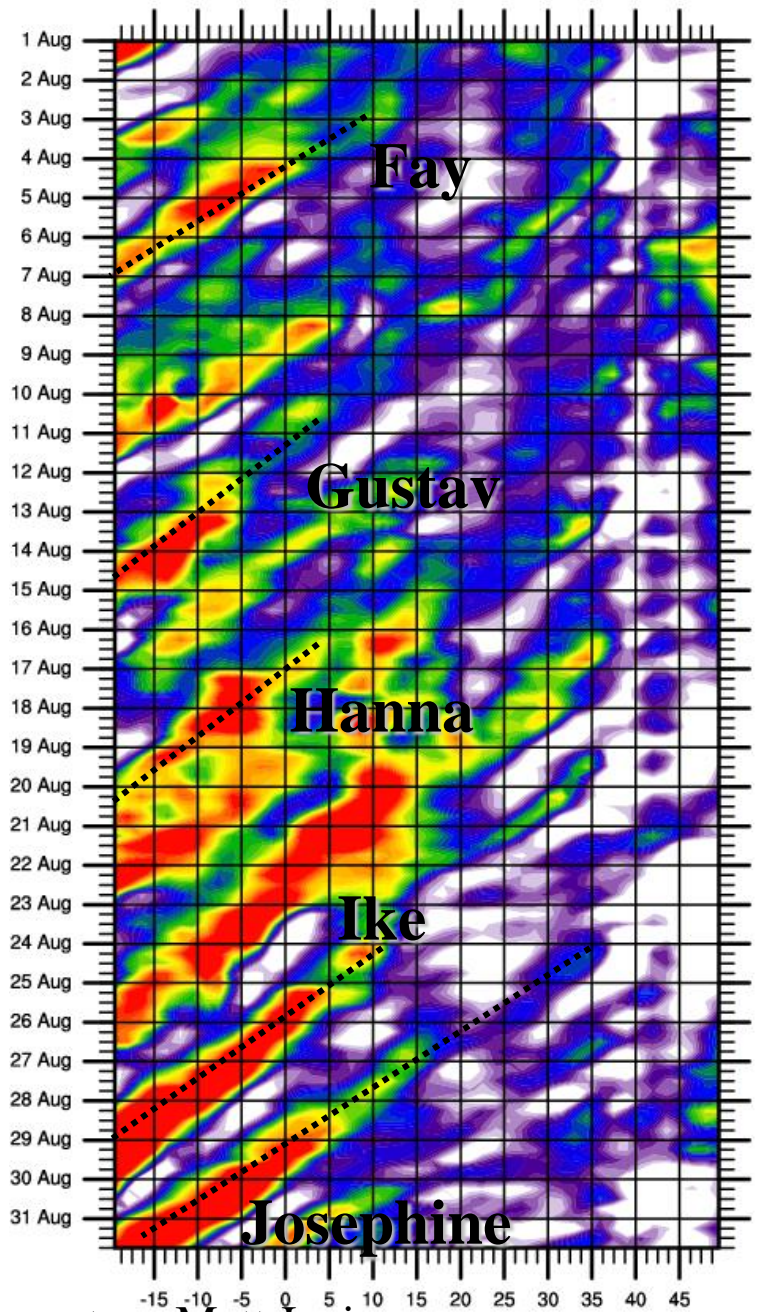 1 Aug
2 Aug
3 Aug
4 Aug
Fay
5 Aug
6 Aug
7 Aug
8 Aug
9 Aug
10 Aug
11 Aug
12 Aug
Gustav
13 Aug
14 Aug
15 Aug
16 Aug
17 Aug
18 Aug
Hanna
19 Aug
20 Aug
21 Aug
22 Aug
23 Aug
Ike
24 Aug
25 Aug
26 Aug
27 Aug
28 Aug
29 Aug
30 Aug
31 Aug
Josephine
-15 -10 -5 0 5 10 15 20 25 30 35 40 45